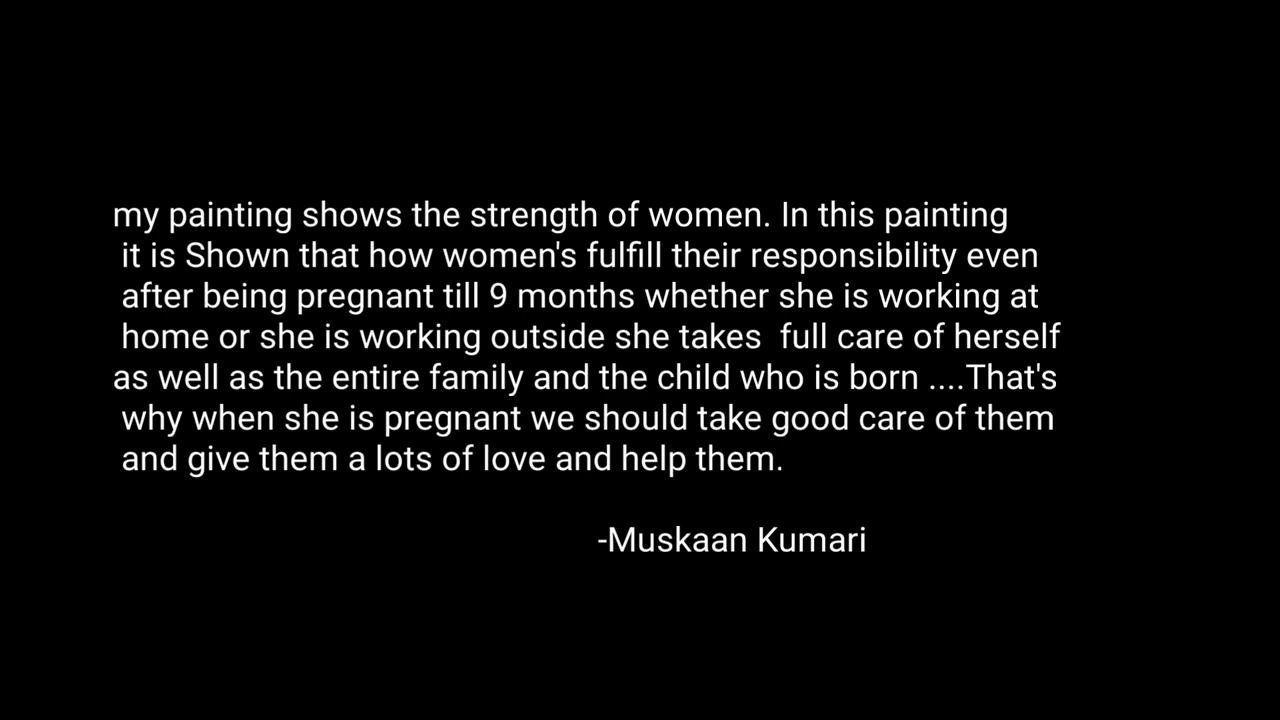 my painting shows the strength of women. In this painting
it is Shown that how women's fulfill their responsibility even
after being pregnant till 9 months whether she is working at
home or she is working outside she takes  full care of herself
as well as the entire family and the child who is born ....That's
why when she is pregnant we should take good care of them
and give them a lots of love and help them.
-Muskaan Kumari